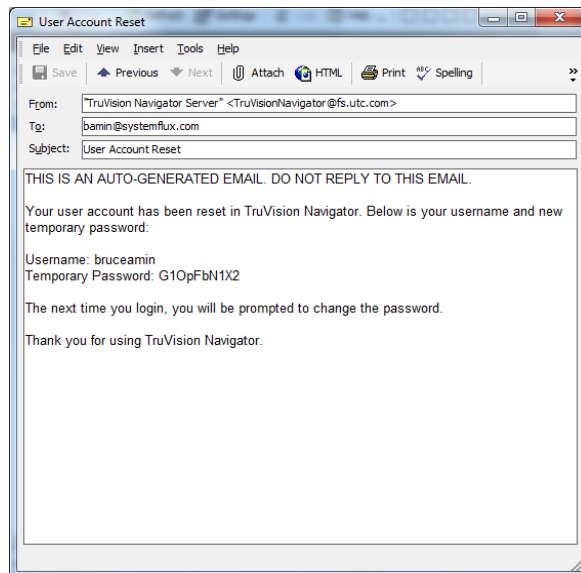 User Account Reset
File Edit View Insert Tools Help
Save Previous Next Attach HTML Print Spelling »
From: "TruVision Navigator Server" <TruVisionNavigator@fs.utc.com>
To: bamin@systemflux.com
Subject: User Account Reset
THIS IS AN AUTO-GENERATED EMAIL. DO NOT REPLY TO THIS EMAIL.
Your user account has been reset in TruVision Navigator. Below is your username and new
temporary password:
Username: bruceamin
Temporary Password: G1OpFbN1X2
The next time you login, you will be prompted to change the password.
Thank you for using TruVision Navigator.